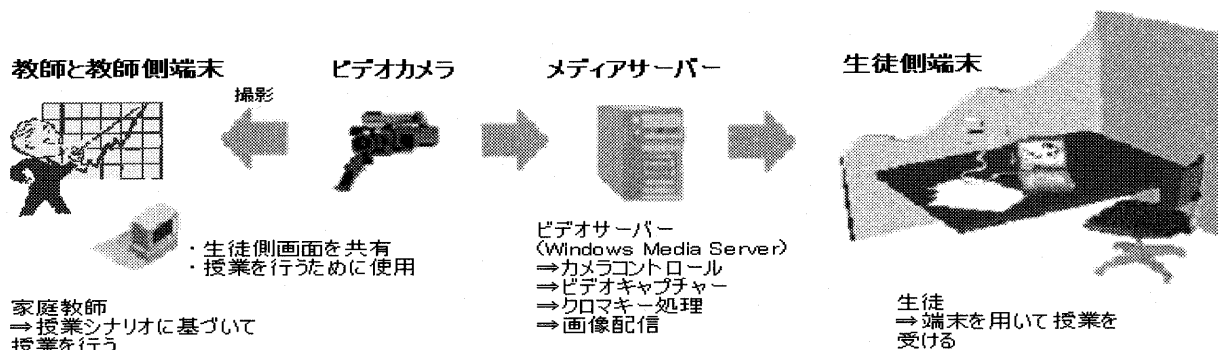 教師と教師側端末
ビデオカメラ
メディアサーバー
生徒側端末
撮影
・生徒側画面を共有
・授業を行うために使用
家庭教師
⇒授業シナリオに基づいて
授業を行う
ビデオサーバー
(Windows Media Server)
⇒カメラコントロール
⇒ビデオキャプチャー
⇒クロマキー処理
⇒画像配信
生徒
⇒端末を用いて授業を
受ける